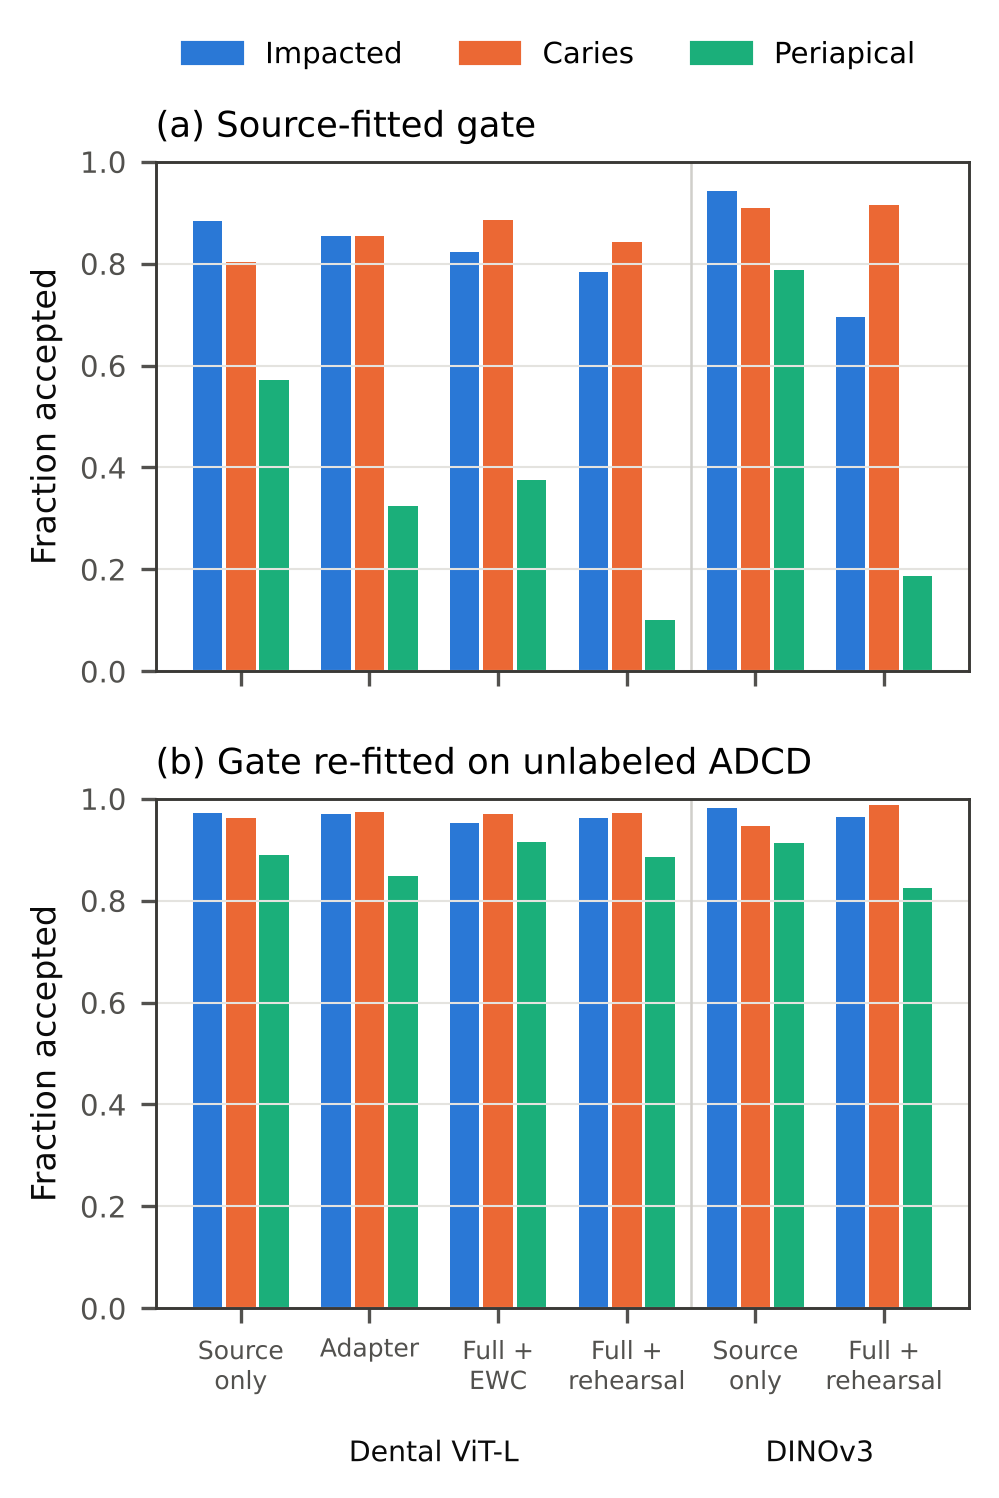 Impacted Caries Periapical
(a) Source-fitted gate
1.0
0.8
0.6
0.4
0.2
0.0
Fraction accepted
(b) Gate re-fitted on unlabeled ADCD
1.0
0.8
0.6
0.4
0.2
0.0
Fraction accepted
Source only
Adapter
Full + EWC
Full + rehearsal
Source only
Full + rehearsal
Dental ViT-L DINOv3